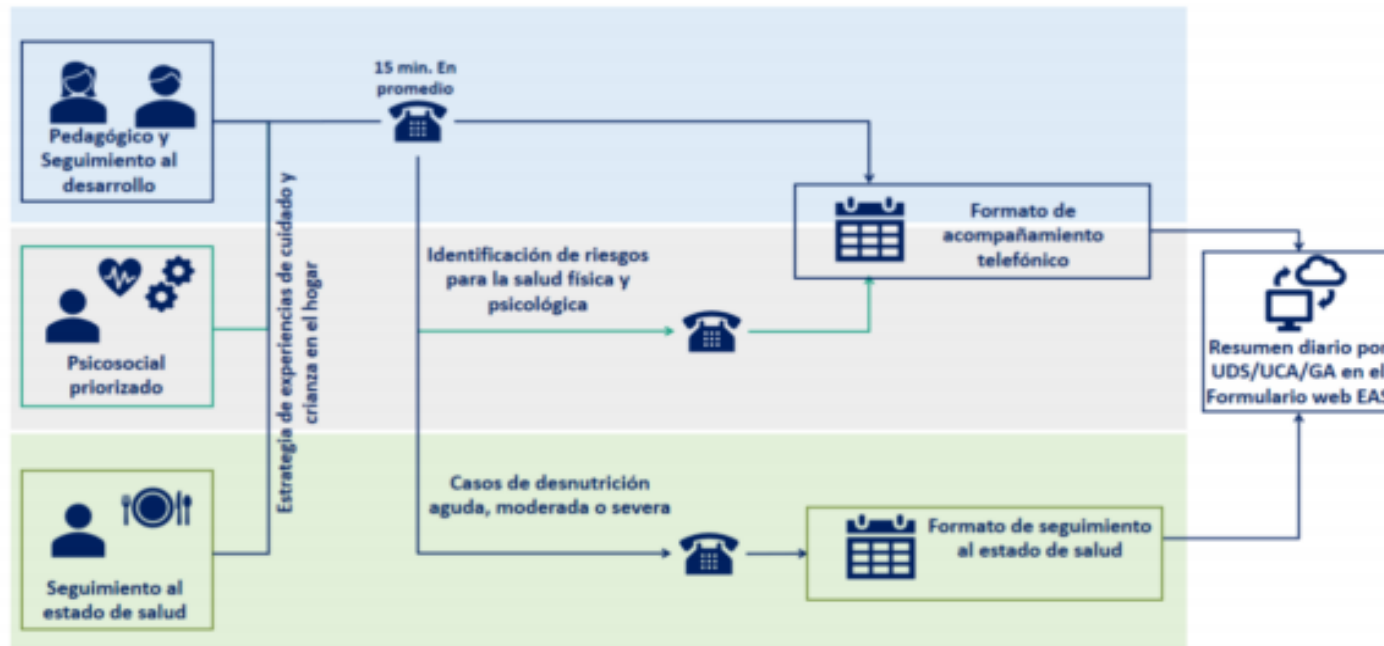 Pedagógico y
Seguimiento al
desarrollo
15 min. En
promedio
Formato de
acompañamiento
telefónico
Psicosocial
priorizado
Estrategia de experiencias de cuidado y
crianza en el hogar
Identificación de riesgos
para la salud física y
psicológica
Resumen diario por
UDS/UCA/GA en el
Formulario web EAS
Seguimiento al
estado de salud
Casos de desnutrición
aguda, moderada o severa
Formato de seguimiento
al estado de salud